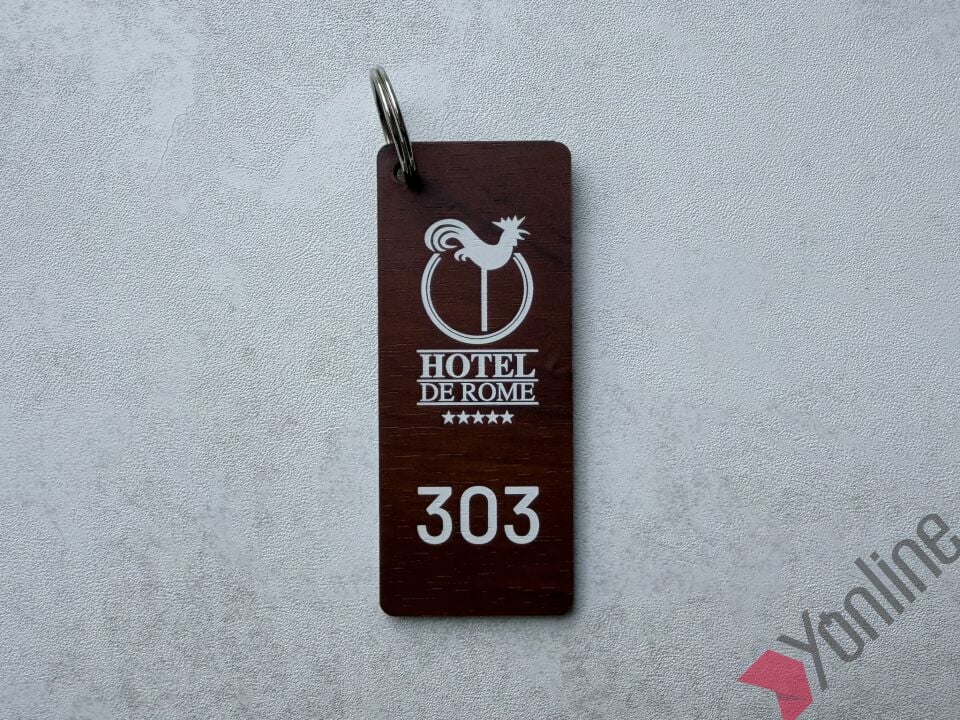 HOTEL
DE ROME
★★★★★
303
Yonline